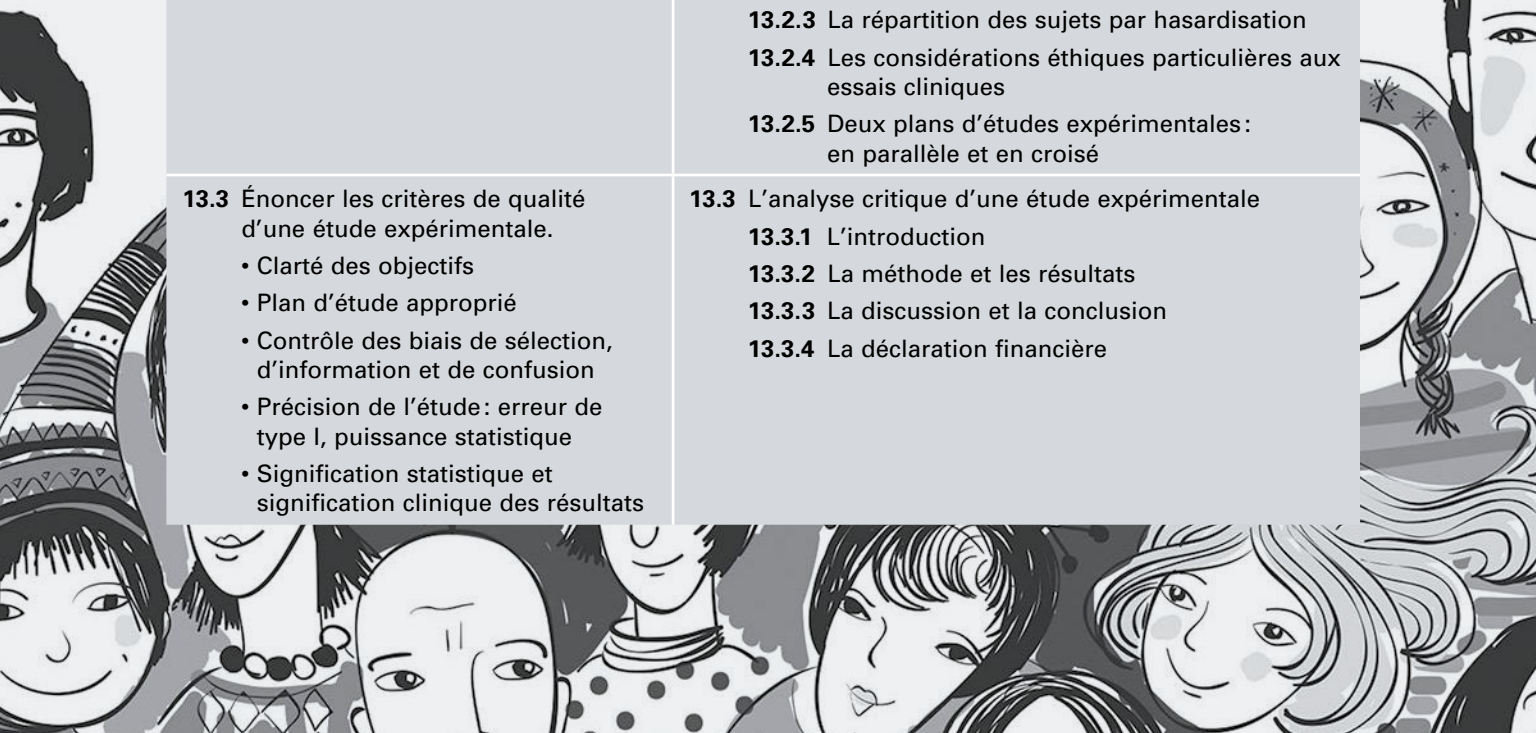 13.2.3 La répartition des sujets par hasardisation
13.2.4 Les considérations éthiques particulières aux
essais cliniques
13.2.5 Deux plans d’études expérimentales :
en parallèle et en croisé
13.3 Énoncer les critères de qualité
d’une étude expérimentale.
• Clarté des objectifs
• Plan d’étude approprié
• Contrôle des biais de sélection,
d’information et de confusion
• Précision de l’étude : erreur de
type I, puissance statistique
• Signification statistique et
signification clinique des résultats
13.3 L’analyse critique d’une étude expérimentale
13.3.1 L’introduction
13.3.2 La méthode et les résultats
13.3.3 La discussion et la conclusion
13.3.4 La déclaration financière